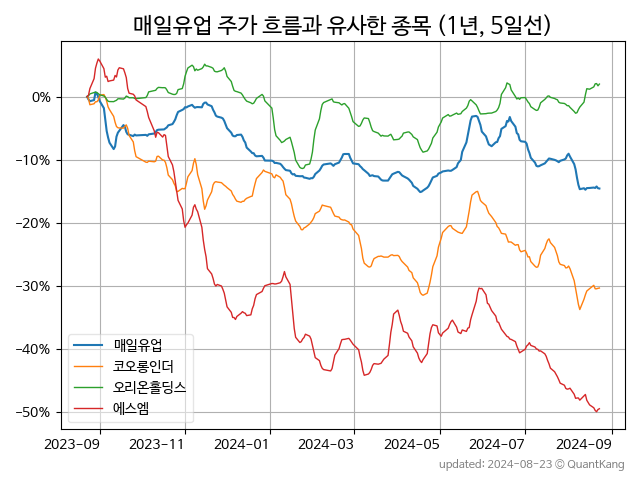 매일유업 주가 흐름과 유사한 종목 (1년, 5일선)
0%
−10%
−20%
−30%
−40%
−50%
매일유업
코오롱인더
오리온홀딩스
에스엠
2023-09
2023-11
2024-01
2024-03
2024-05
2024-07
2024-09
updated: 2024-08-23 © QuantKang